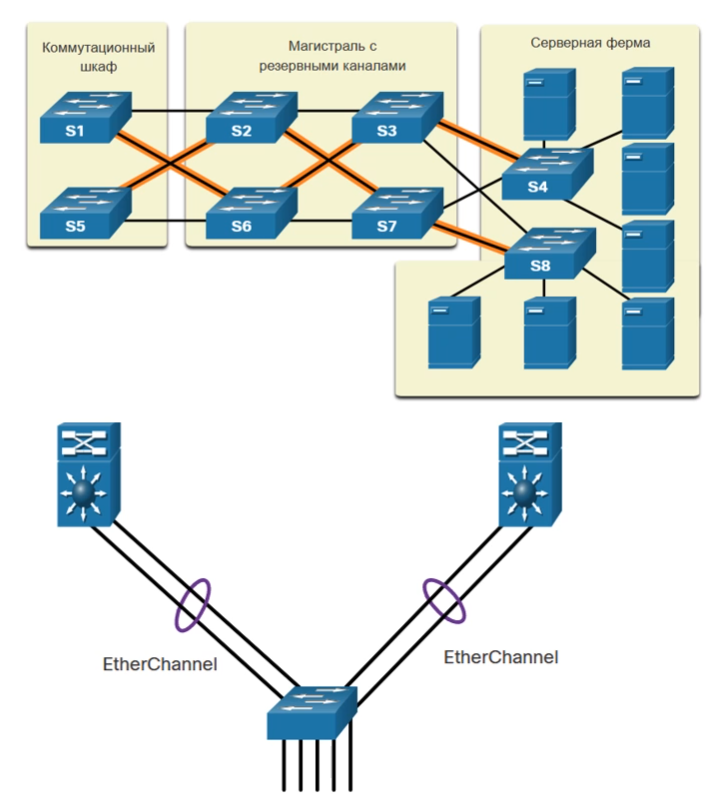 Коммутационный
шкаф
Магистраль с
резервными каналами
Серверная ферма
S1
S2
S3
S4
S5
S6
S7
S8
EtherChannel
EtherChannel